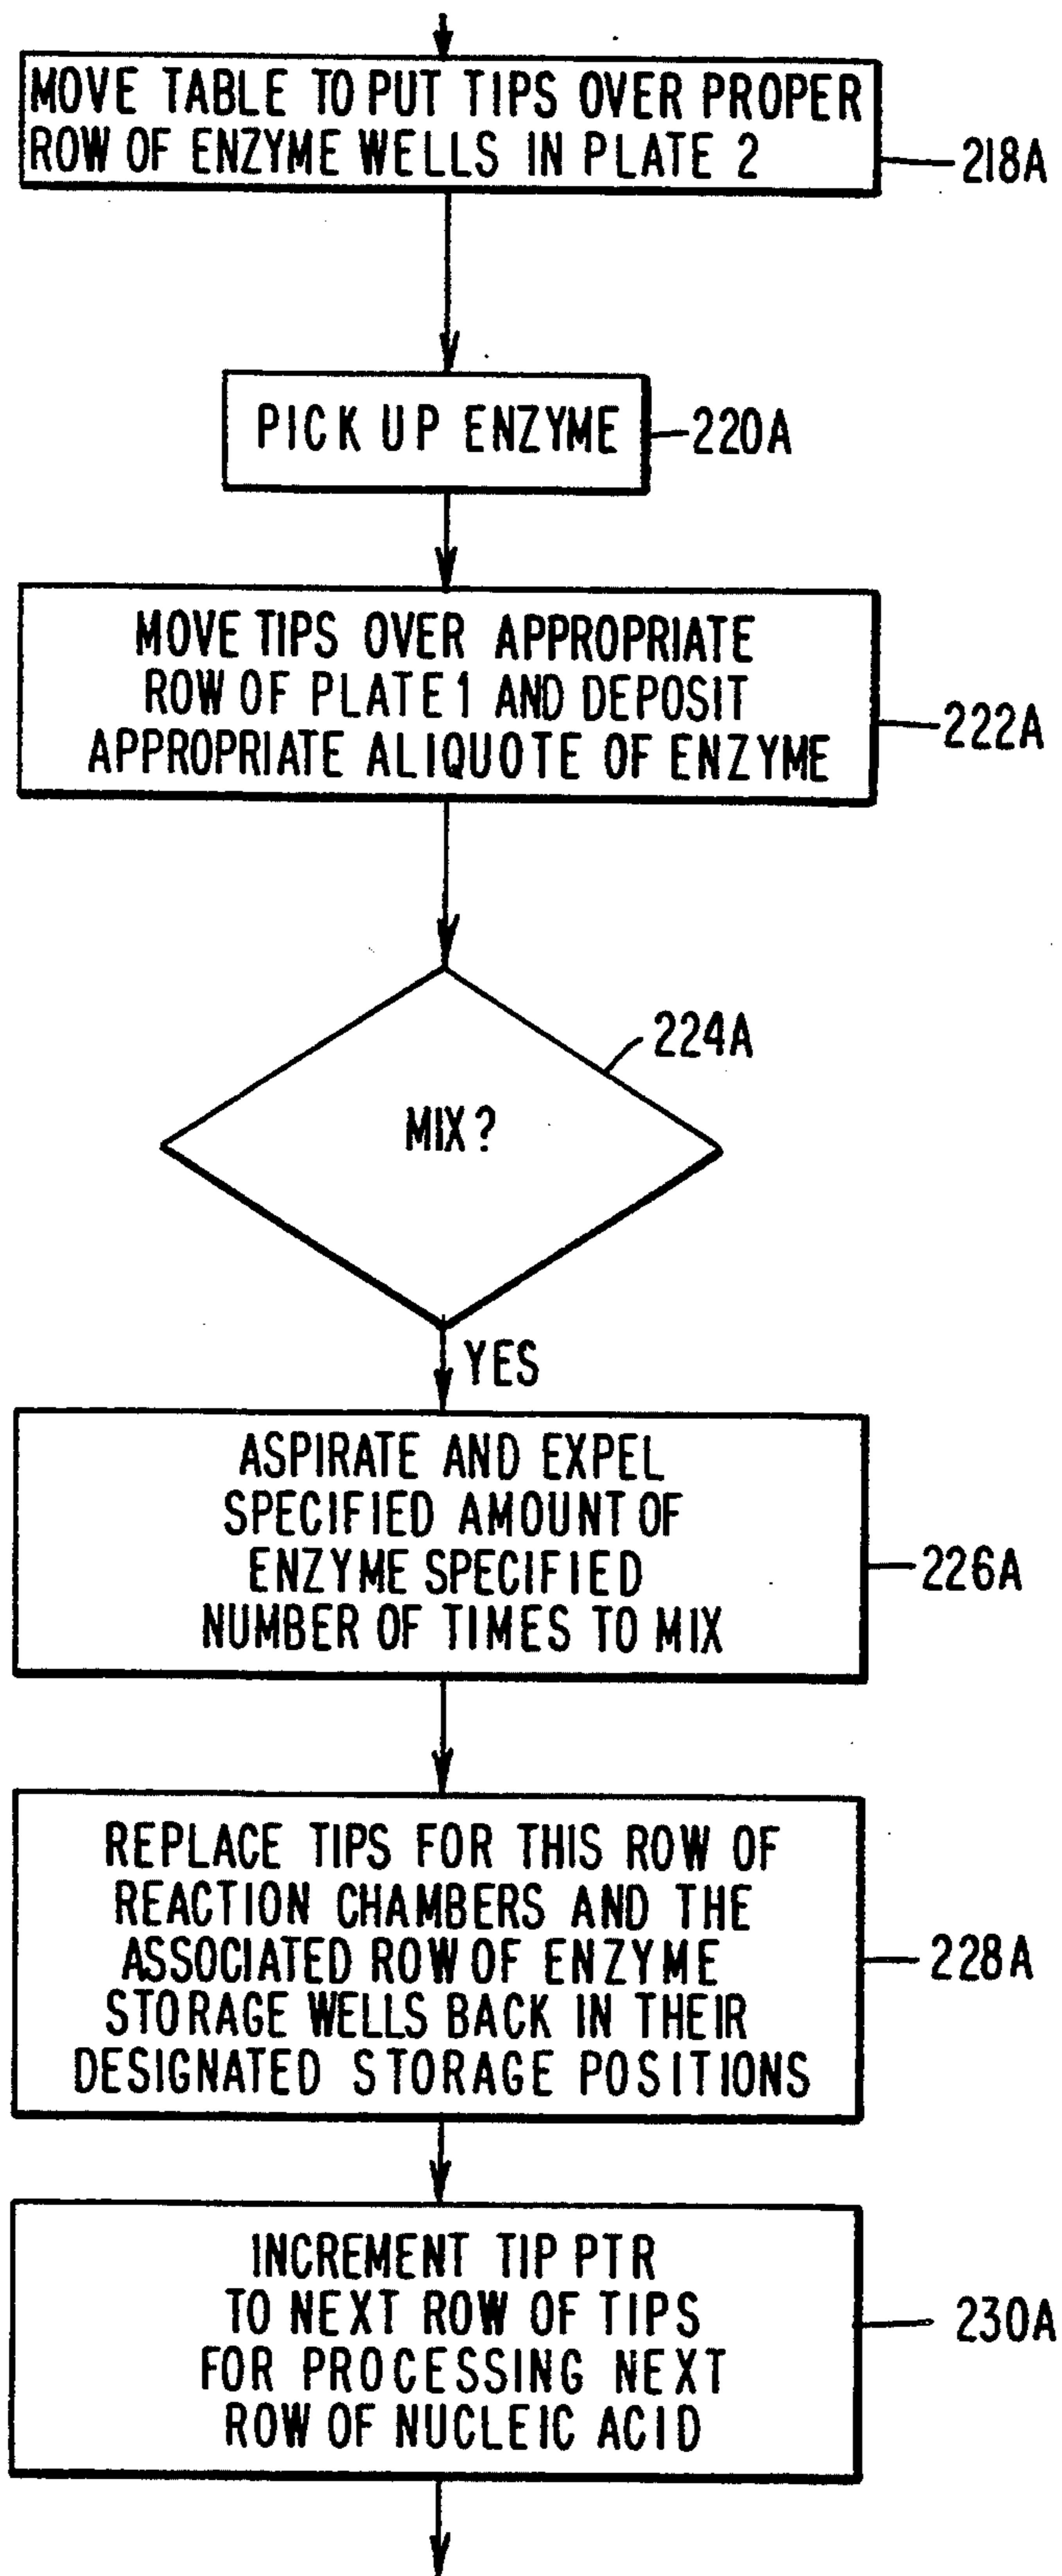 MOVE TABLE TO PUT TIPS OVER PROPER
ROW OF ENZYME WELLS IN PLATE 2
218A
PICK UP ENZYME
220A
MOVE TIPS OVER APPROPRIATE
ROW OF PLATE 1 AND DEPOSIT
APPROPRIATE ALIQUOTE OF ENZYME
222A
224A
MIX?
YES
ASPIRATE AND EXPEL
SPECIFIED AMOUNT OF
ENZYME SPECIFIED
NUMBER OF TIMES TO MIX
226A
REPLACE TIPS FOR THIS ROW OF
REACTION CHAMBERS AND THE
ASSOCIATED ROW OF ENZYME
STORAGE WELLS BACK IN THEIR
DESIGNATED STORAGE POSITIONS
228A
INCREMENT TIP PTR
TO NEXT ROW OF TIPS
FOR PROCESSING NEXT
ROW OF NUCLEIC ACID
230A